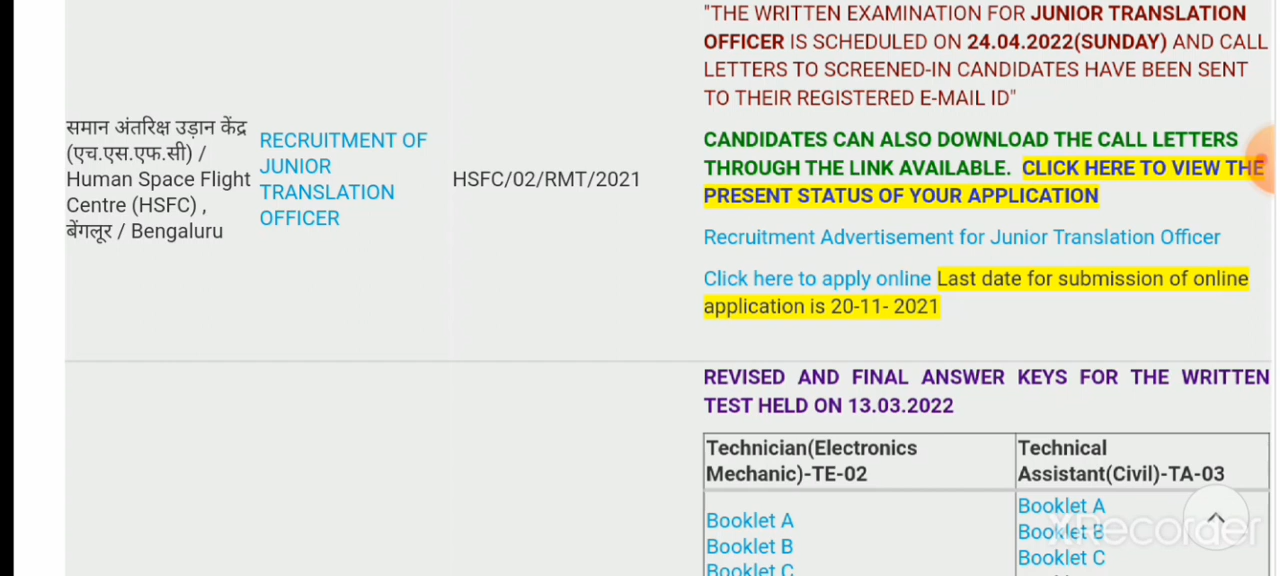 "THE WRITTEN EXAMINATION FOR JUNIOR TRANSLATION
OFFICER IS SCHEDULED ON 24.04.2022(SUNDAY) AND CALL
LETTERS TO SCREENED-IN CANDIDATES HAVE BEEN SENT
TO THEIR REGISTERED E-MAIL ID"
समान अंतरिक्ष उड़ान केंद्र
(एच.एस.एफ.सी) /
Human Space Flight
Centre (HSFC) ,
बेंगलूर / Bengaluru
RECRUITMENT OF
JUNIOR
TRANSLATION
OFFICER
HSFC/02/RMT/2021
CANDIDATES CAN ALSO DOWNLOAD THE CALL LETTERS
THROUGH THE LINK AVAILABLE. CLICK HERE TO VIEW THE
PRESENT STATUS OF YOUR APPLICATION
Recruitment Advertisement for Junior Translation Officer
Click here to apply online Last date for submission of online
application is 20-11- 2021
REVISED AND FINAL ANSWER KEYS FOR THE WRITTEN
TEST HELD ON 13.03.2022
Technician(Electronics
Mechanic)-TE-02
Technical
Assistant(Civil)-TA-03
Booklet A
Booklet B
Booklet C
Booklet A
Booklet B
Booklet C
XRecorder